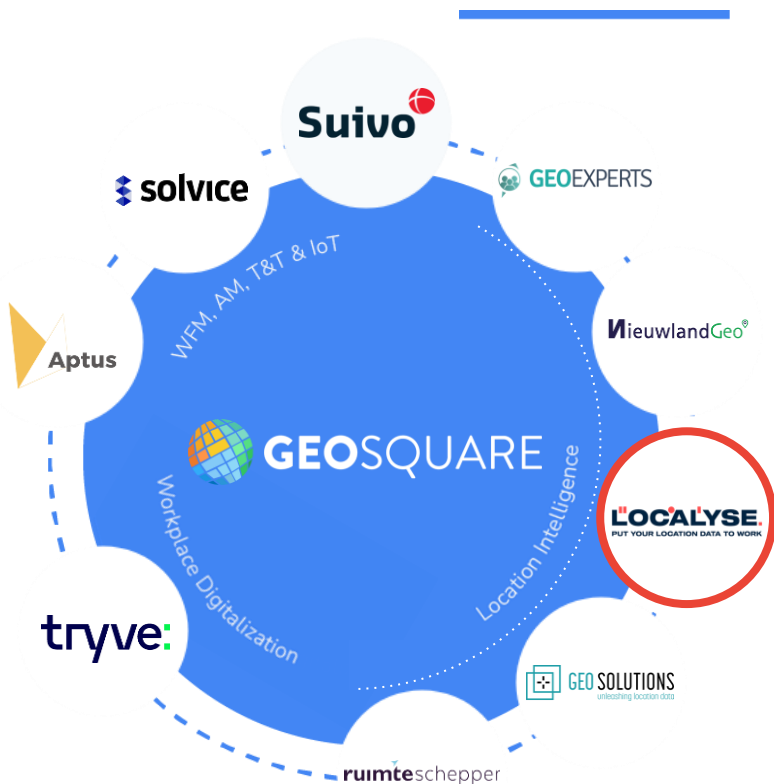 Suivo
solvice
GEOEXPERTS
WFM, AM, T&T & IoT
NieuwlandGeo
Aptus
GEOSQUARE
Workplace Digitalization
Location Intelligence
LOCALYSE.
PUT YOUR LOCATION DATA TO WORK
tryve:
GEO SOLUTIONS
unleashing location data
ruimteschepper